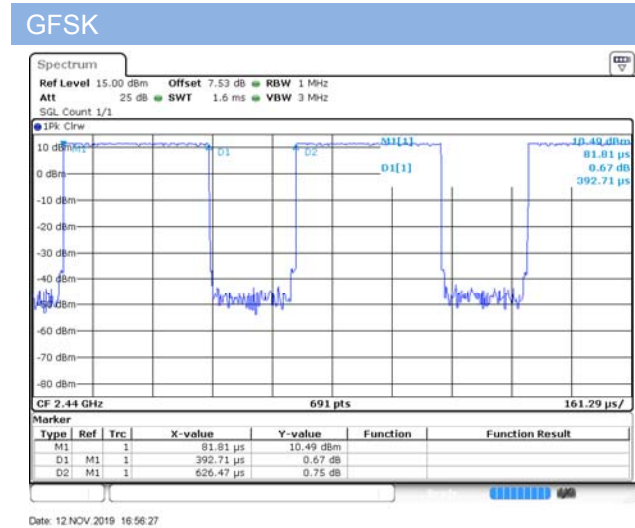 GFSK
Spectrum
Ref Level 15.00 dBm Offset 7.53 dB RBW 1 MHz
Att 25 dB SWT 1.6 ms VBW 3 MHz
SGL Count 1/1
1Pk Clrw
M1[1] 10.49 dBm
81.81 µs
D1[1] 0.67 dB
392.71 µs
M1 D1 D2
10 dBm
0 dBm
-10 dBm
-20 dBm
-30 dBm
-40 dBm
-50 dBm
-60 dBm
-70 dBm
-80 dBm
CF 2.44 GHz 691 pts 161.29 µs/
Marker
Type Ref Trc X-value Y-value Function Function Result
M1 1 81.81 µs 10.49 dBm
D1 M1 1 392.71 µs 0.67 dB
D2 M1 1 626.47 µs 0.75 dB
Date: 12.NOV.2019 16:56:27